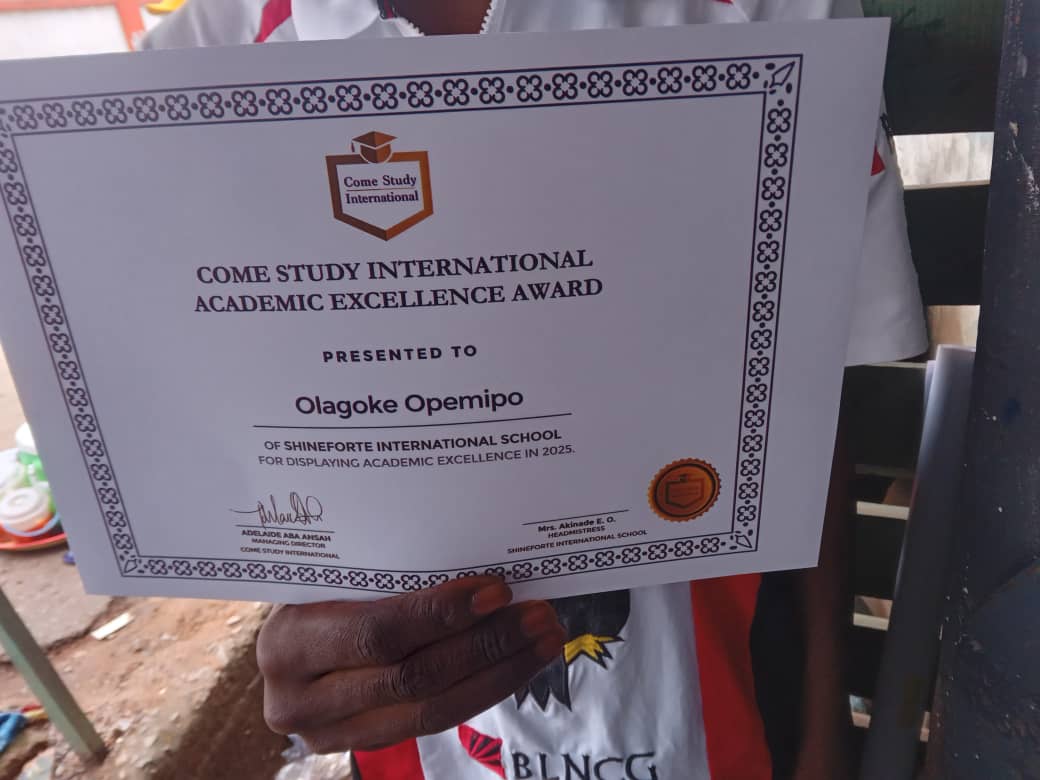 Come Study
International
COME STUDY INTERNATIONAL
ACADEMIC EXCELLENCE AWARD
PRESENTED TO
Olagoke Opemipo
OF SHINEFORTE INTERNATIONAL SCHOOL
FOR DISPLAYING ACADEMIC EXCELLENCE IN 2025.
ADELAIDE ABA ANSAH
MANAGING DIRECTOR
COME STUDY INTERNATIONAL
Mrs. Akinade E. O.
HEADMISTRESS
SHINEFORTE INTERNATIONAL SCHOOL
BLNCG